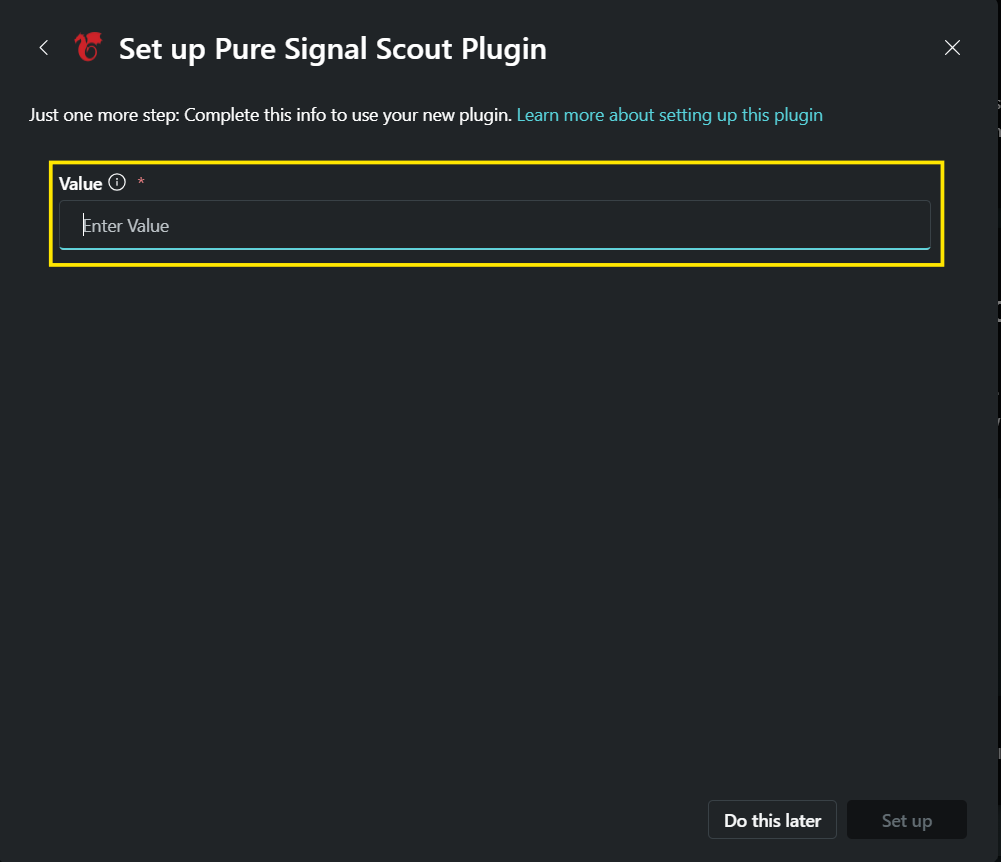 Set up Pure Signal Scout Plugin
Just one more step: Complete this info to use your new plugin. Learn more about setting up this plugin
Value *
Enter Value
Do this later
Set up